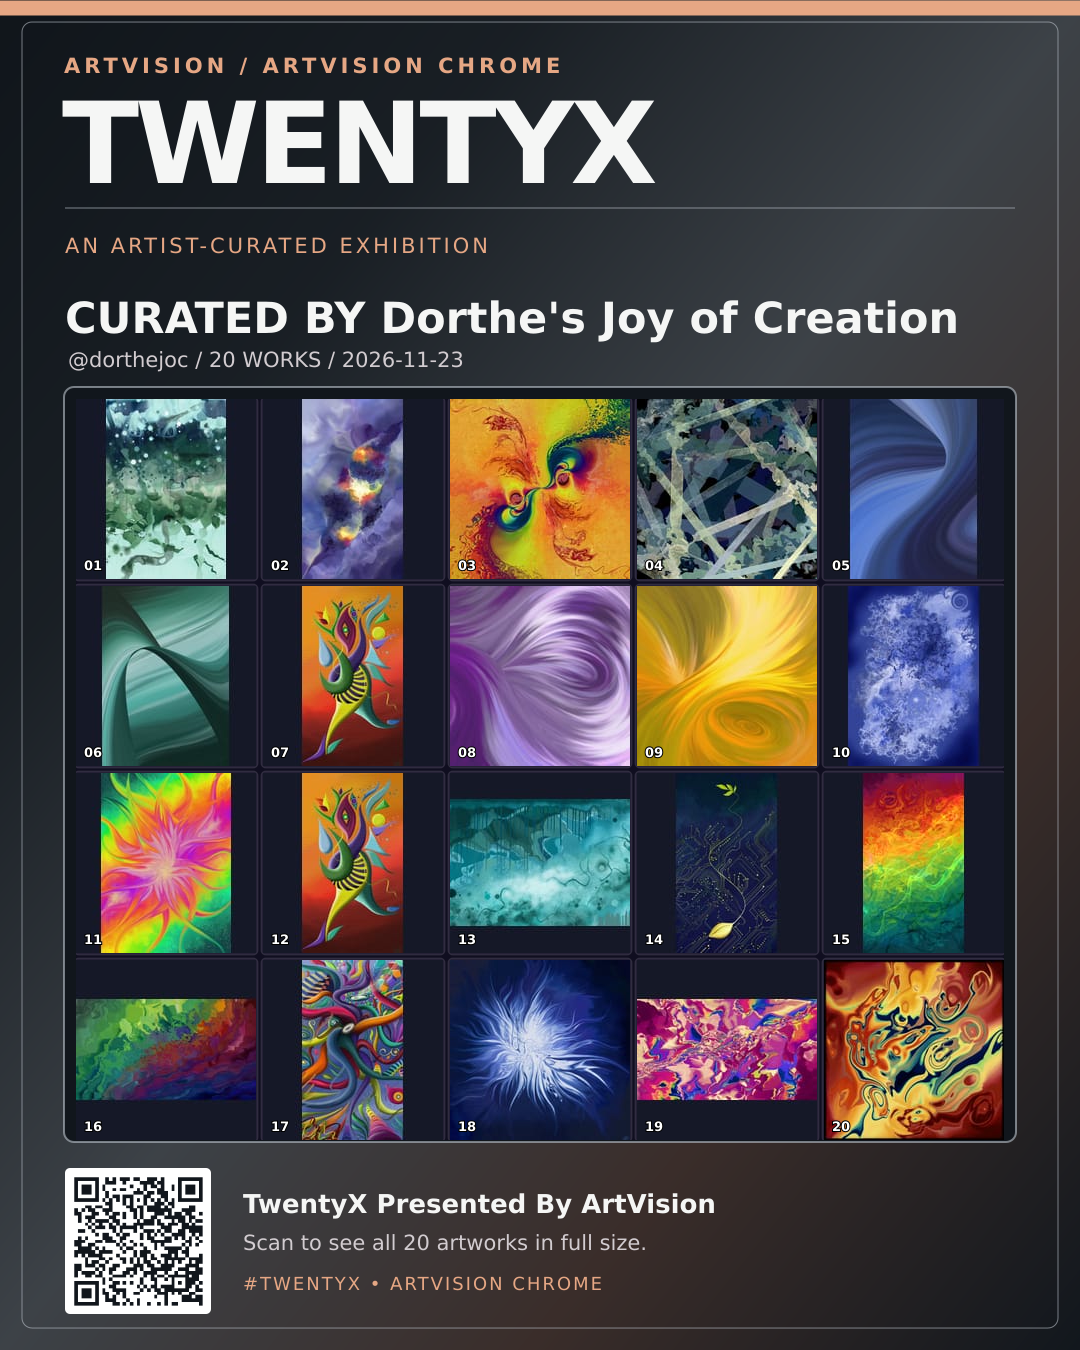 ARTVISION / ARTVISION CHROME
TWENTYX
AN ARTIST-CURATED EXHIBITION
CURATED BY Dorthe's Joy of Creation
@dorthejoc / 20 WORKS / 2026-11-23
01 02 03 04 05
06 07 08 09 10
11 12 13 14 15
16 17 18 19 20
TwentyX Presented By ArtVision
Scan to see all 20 artworks in full size.
#TWENTYX • ARTVISION CHROME